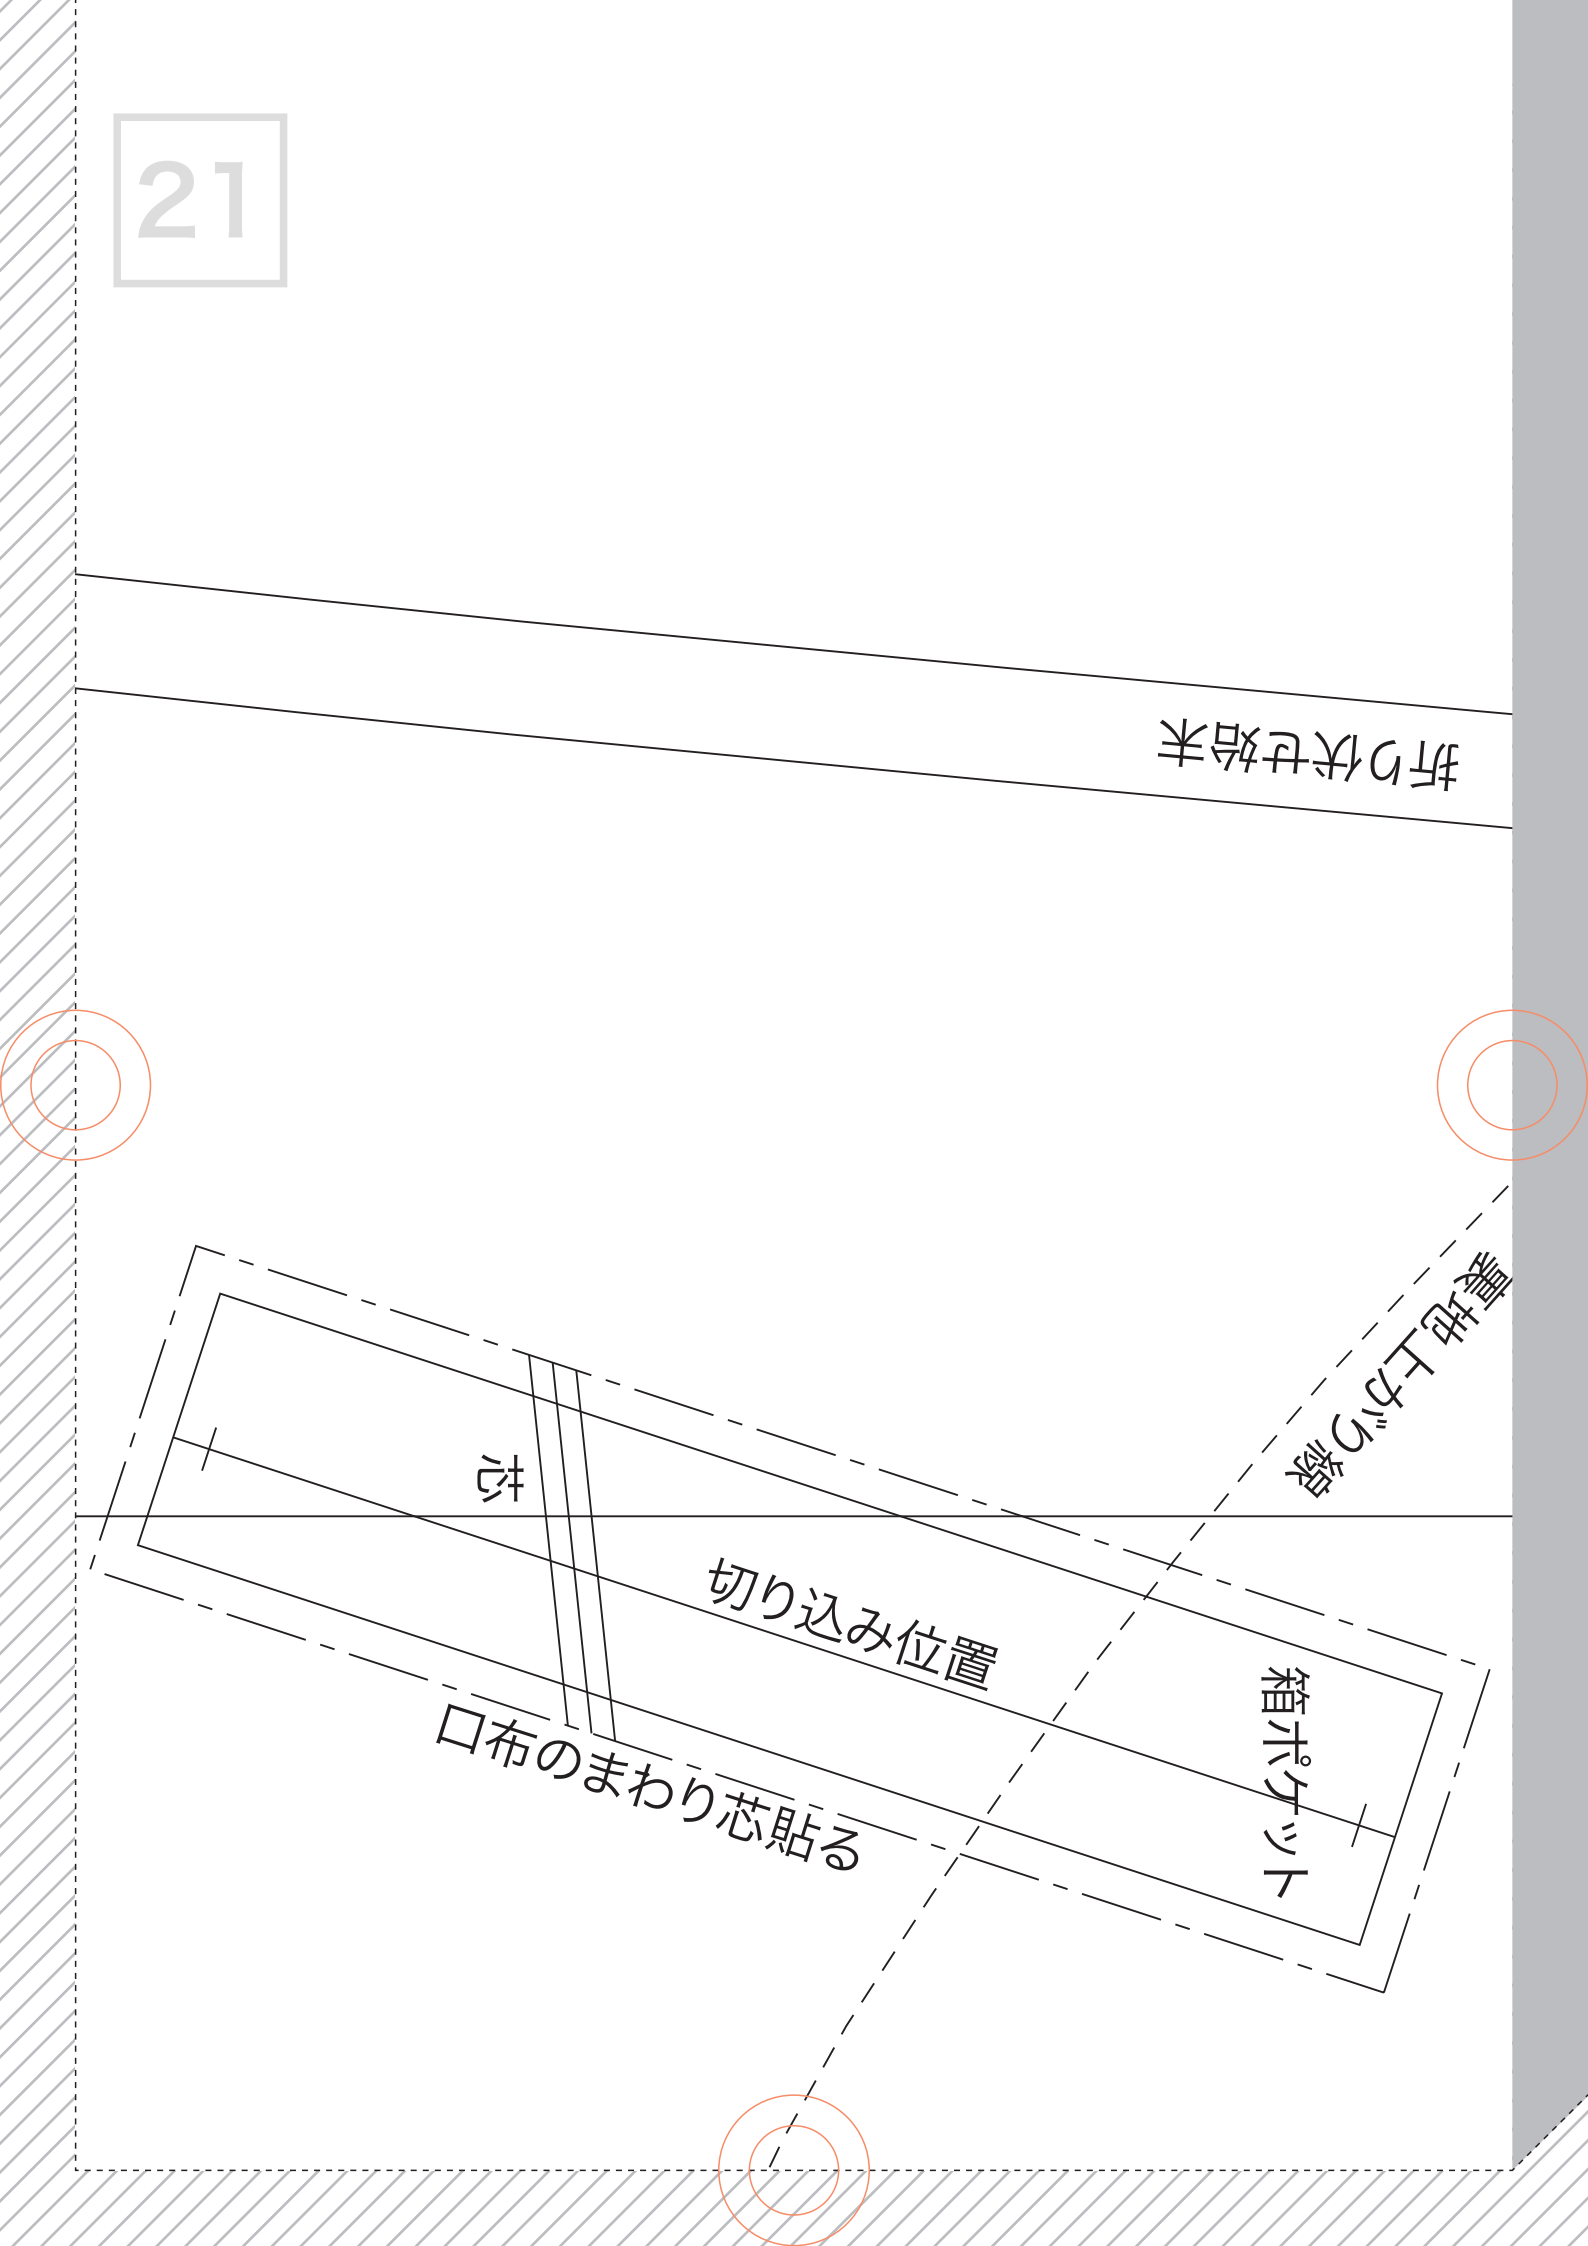 21
折り伏せ始末
裏地上がり線
芯
切り込み位置
箱ポケット
口布のまわり芯貼る